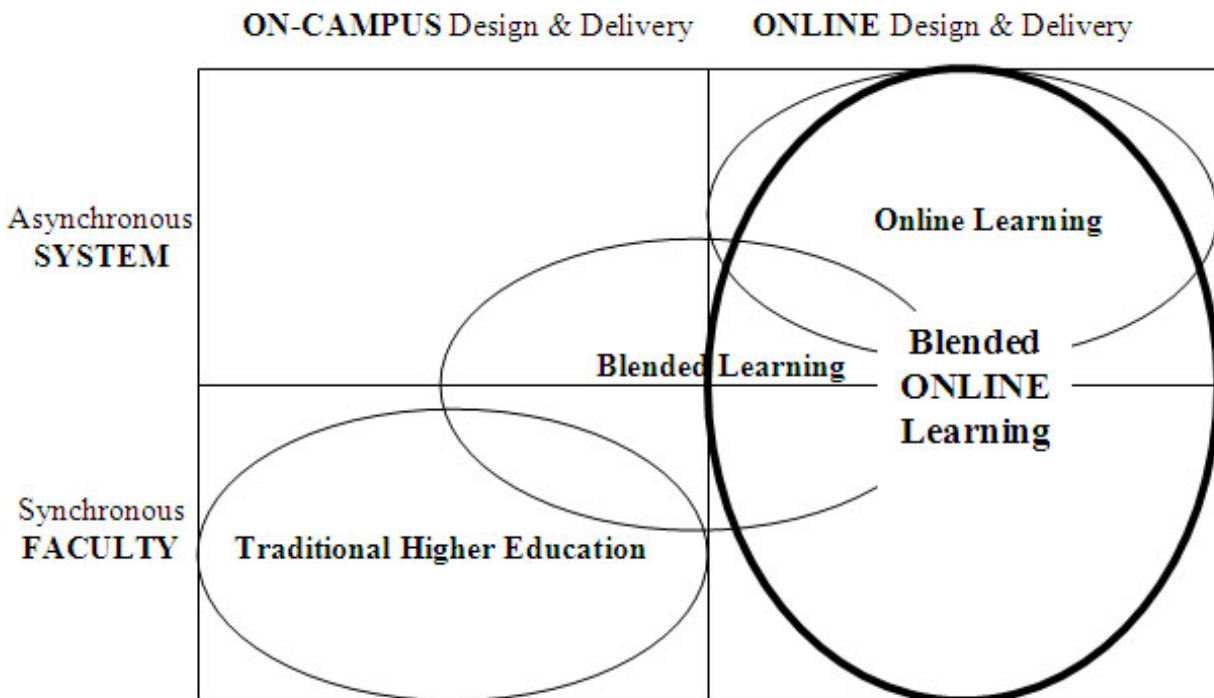 ON-CAMPUS Design & Delivery
ONLINE Design & Delivery
Asynchronous
SYSTEM
Online Learning
Blended Learning
Blended
ONLINE
Learning
Synchronous
FACULTY
Traditional Higher Education